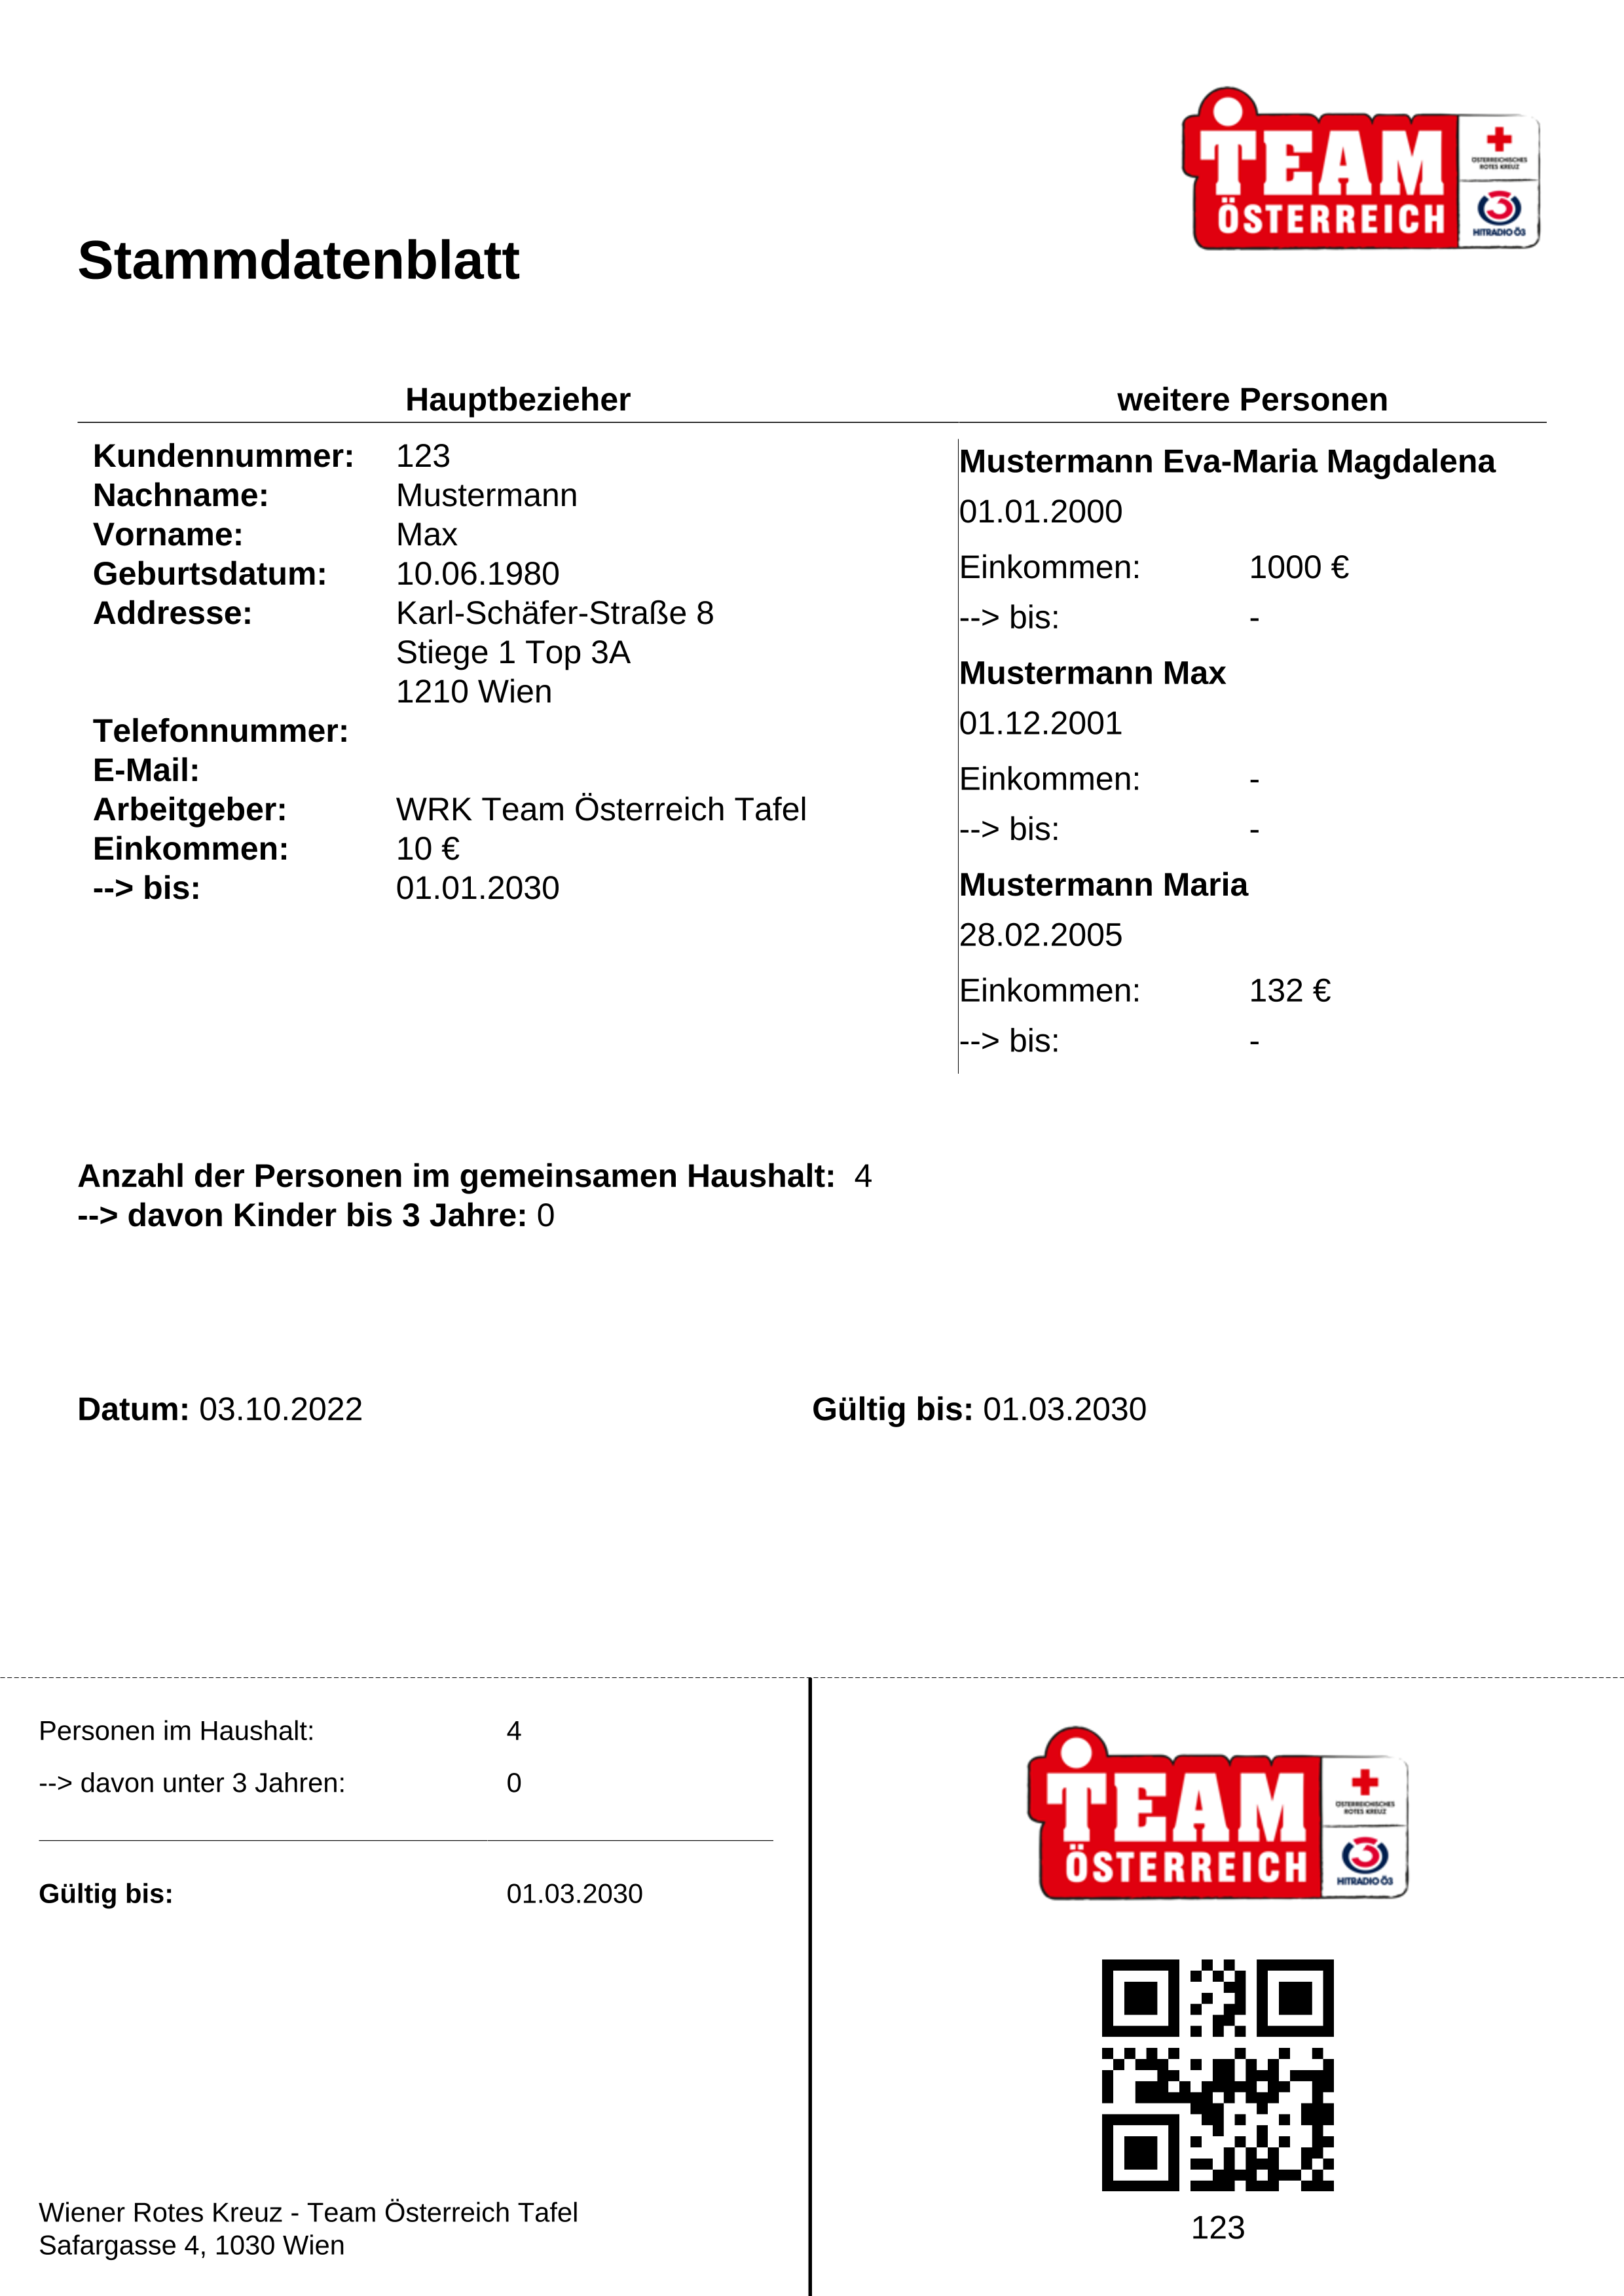 TEAM
ÖSTERREICH
ÖSTERREICHISCHES
ROTES KREUZ
HITRADIO Ö3
Stammdatenblatt
Hauptbezieher
Kundennummer: 123
Nachname: Mustermann
Vorname: Max
Geburtsdatum: 10.06.1980
Addresse: Karl-Schäfer-Straße 8
Stiege 1 Top 3A
1210 Wien
Telefonnummer:
E-Mail:
Arbeitgeber: WRK Team Österreich Tafel
Einkommen: 10 €
--> bis: 01.01.2030
weitere Personen
Mustermann Eva-Maria Magdalena
01.01.2000
Einkommen: 1000 €
--> bis: -
Mustermann Max
01.12.2001
Einkommen: -
--> bis: -
Mustermann Maria
28.02.2005
Einkommen: 132 €
--> bis: -
Anzahl der Personen im gemeinsamen Haushalt: 4
--> davon Kinder bis 3 Jahre: 0
Datum: 03.10.2022 Gültig bis: 01.03.2030
Personen im Haushalt: 4
--> davon unter 3 Jahren: 0
Gültig bis: 01.03.2030
Wiener Rotes Kreuz - Team Österreich Tafel
Safargasse 4, 1030 Wien
TEAM
ÖSTERREICH
ÖSTERREICHISCHES
ROTES KREUZ
HITRADIO Ö3
123